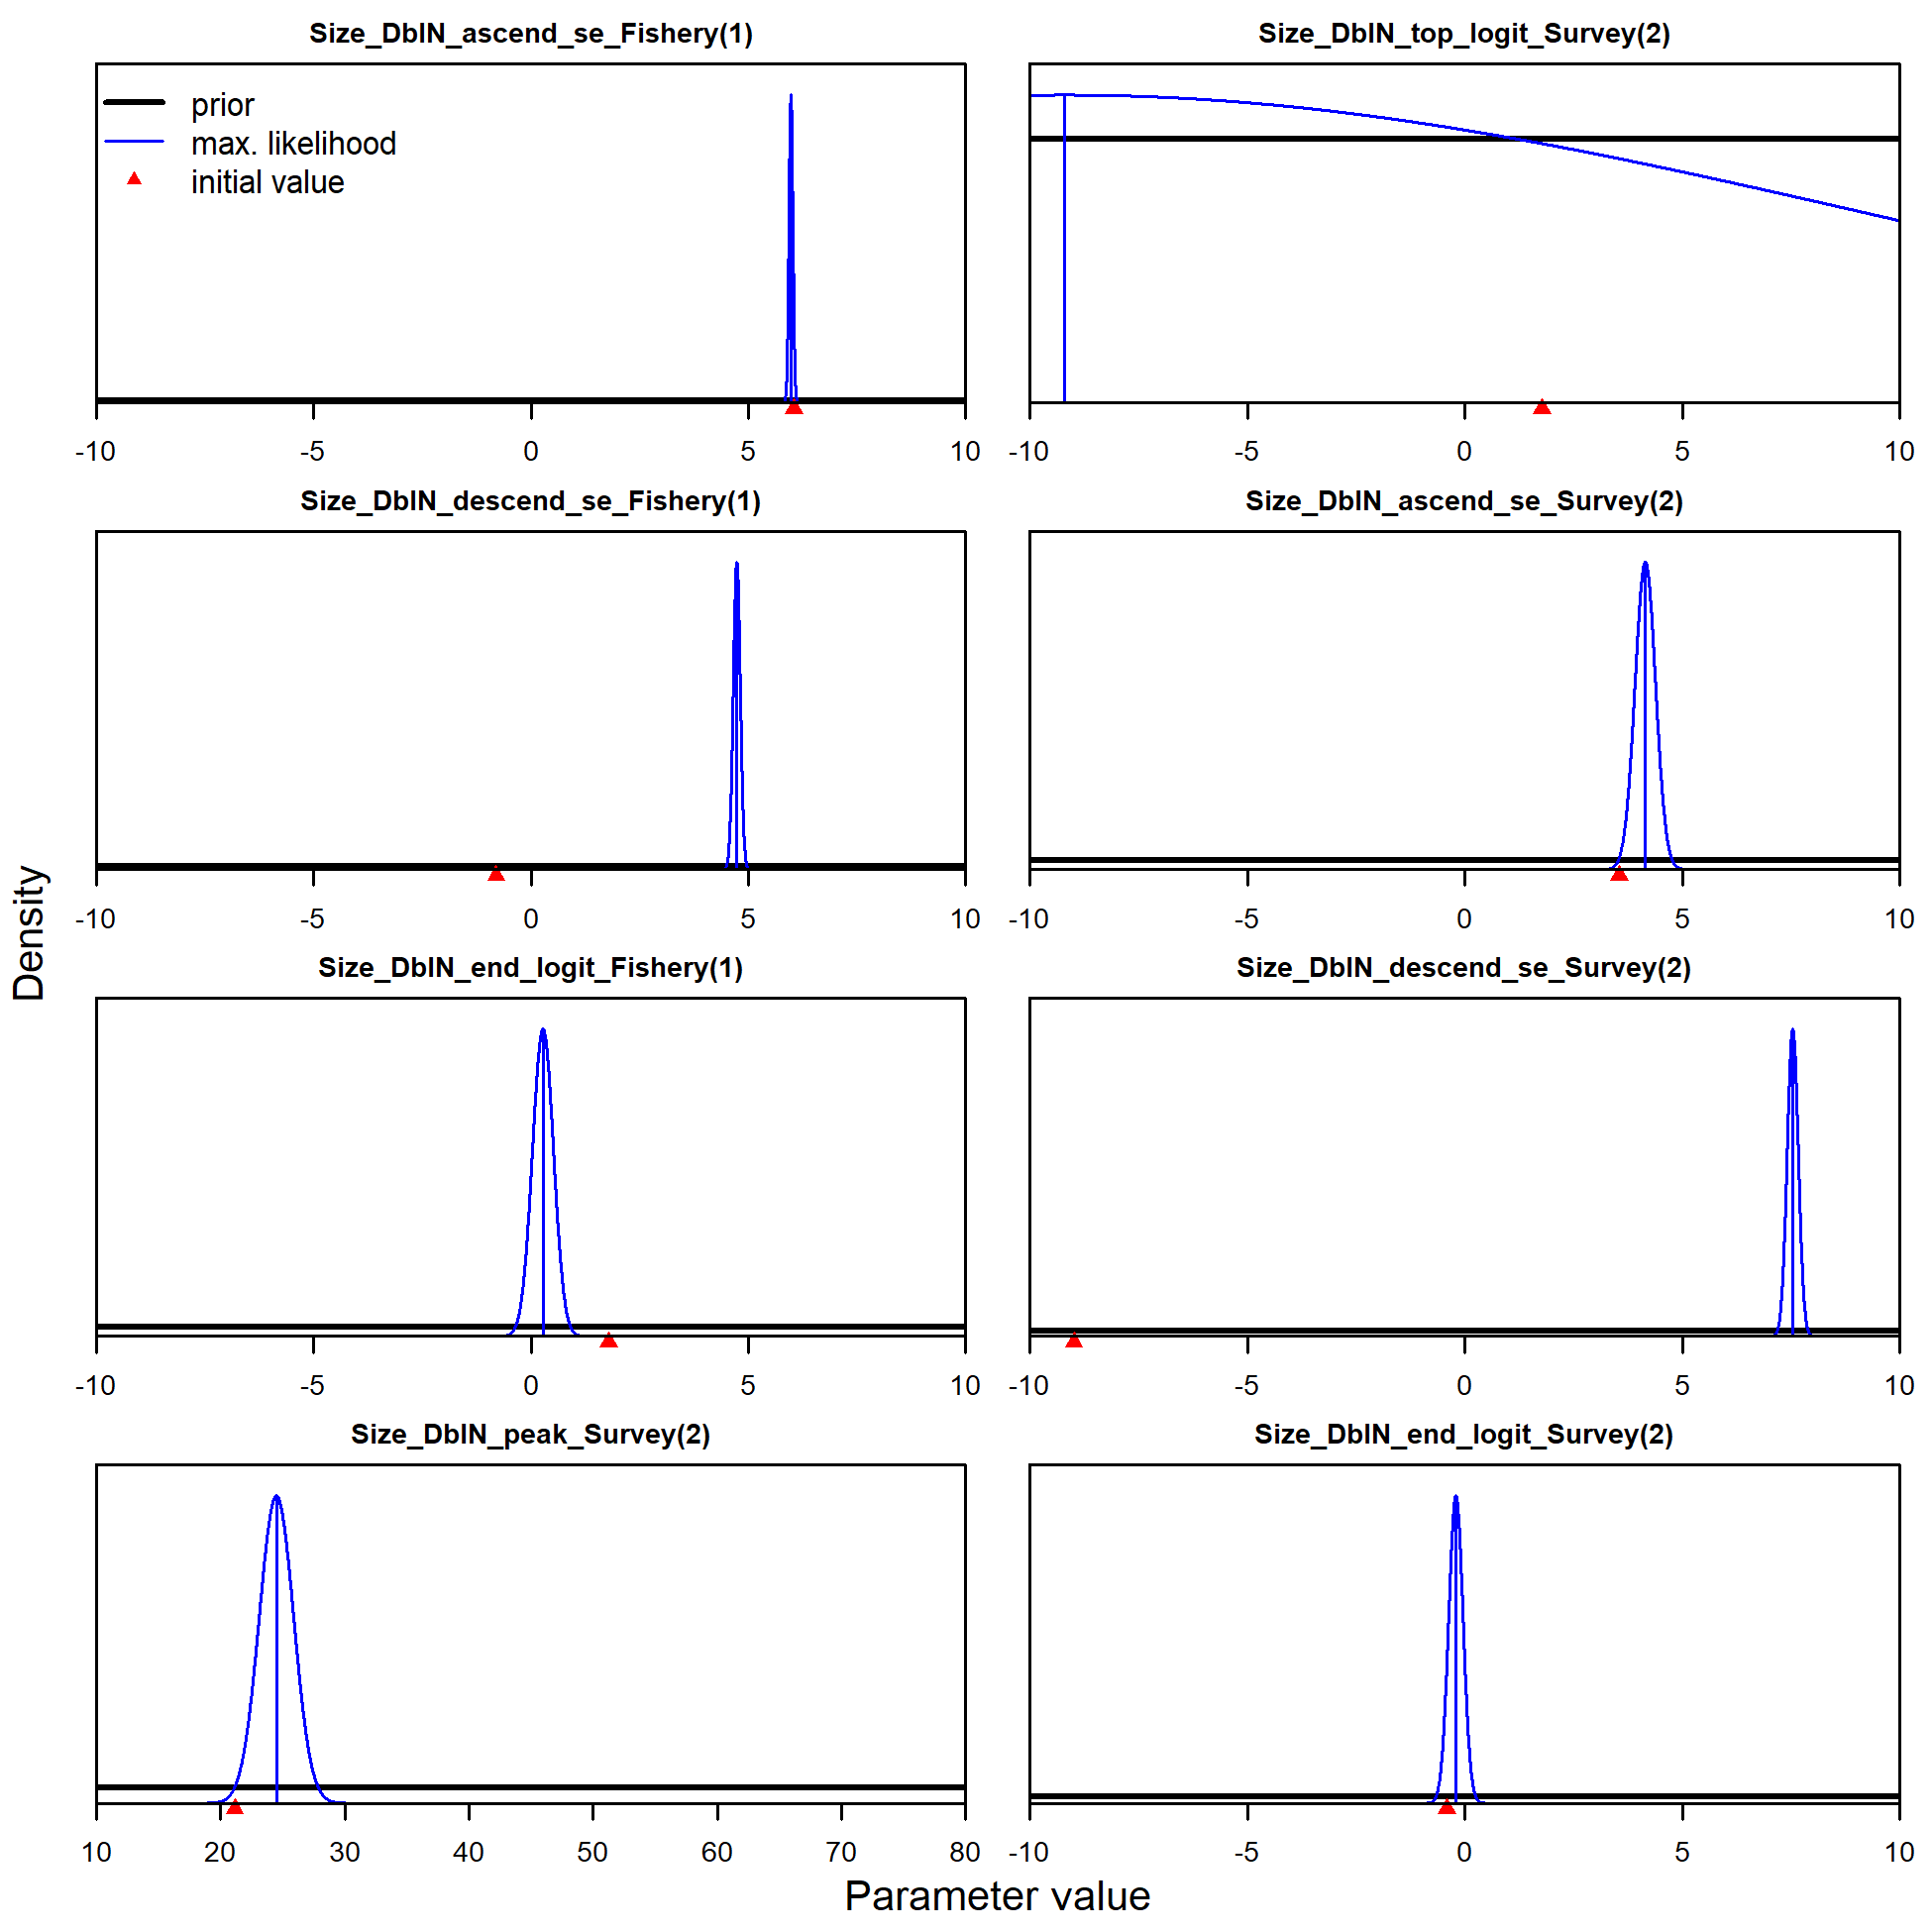 Size_DblN_ascend_se_Fishery(1)
Size_DblN_top_logit_Survey(2)
prior
max. likelihood
initial value
-10 -5 0 5 10
-10 -5 0 5 10
Size_DblN_descend_se_Fishery(1)
Size_DblN_ascend_se_Survey(2)
-10 -5 0 5 10
-10 -5 0 5 10
Density
Size_DblN_end_logit_Fishery(1)
Size_DblN_descend_se_Survey(2)
-10 -5 0 5 10
-10 -5 0 5 10
Size_DblN_peak_Survey(2)
Size_DblN_end_logit_Survey(2)
10 20 30 40 50 60 70 80
-10 -5 0 5 10
Parameter value